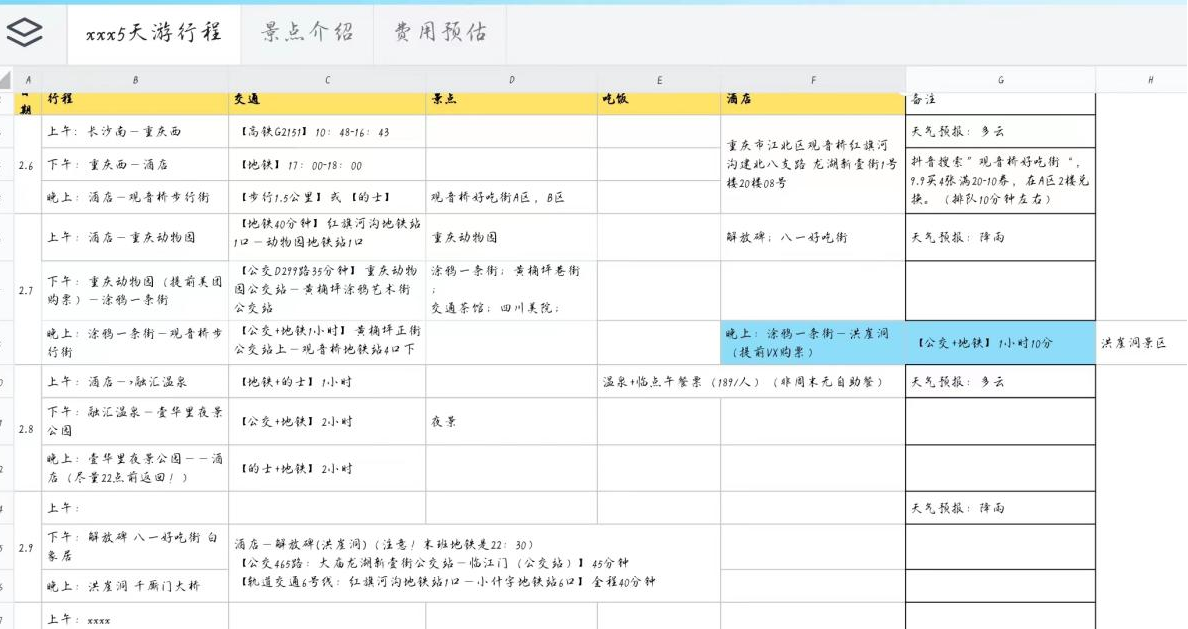 xxx5天游行程
景点介绍
费用预估
A
B
C
D
E
F
G
H
期
行程
交通
景点
吃饭
酒店
备注
2.6
上午：长沙南－重庆西
【高铁G2151】10：48-16：43
重庆市江北区观音桥红旗河
沟建北八支路 龙湖新壹街1号
楼20楼08号
天气预报：多云
下午：重庆西－酒店
【地铁】17：00-18：00
抖音搜索"观音桥好吃街"，
9.9买4张满20-10券，在A区2楼兑
换。（排队10分钟左右）
晚上：酒店－观音桥步行街
【步行1.5公里】或【的士】
观音桥好吃街A区，B区
2.7
上午：酒店－重庆动物园
【地铁40分钟】红旗河沟地铁站
1口－动物园地铁站1口
重庆动物园
解放碑；八一好吃街
天气预报：降雨
下午：重庆动物园（提前美团
购票）－涂鸦一条街
【公交D299路35分钟】重庆动物
园公交站－黄桷坪涂鸦艺术街
公交站
涂鸦一条街；黄桷坪巷街
；
交通茶馆；四川美院；
晚上：涂鸦一条街－观音桥步
行街
【公交+地铁1小时】黄桷坪正街
公交站上－观音桥地铁站4口下
晚上：涂鸦一条街－洪崖洞
（提前VX购票）
【公交+地铁】1小时10分
洪崖洞景区
2.8
上午：酒店－>融汇温泉
【地铁+的士】1小时
温泉+临点午餐票（189/人）（非周末无自助餐）
天气预报：多云
下午：融汇温泉－壹华里夜景
公园
【公交+地铁】2小时
夜景
晚上：壹华里夜景公园－－酒
店（尽量22点前返回！）
【的士+地铁】2小时
2.9
上午：
天气预报：降雨
下午：解放碑 八一好吃街 白
象居
酒店－解放碑(洪崖洞)（注意！末班地铁是22：30）
【公交465路：大庙龙湖新壹街公交站－临江门（公交站）】45分钟
【轨道交通6号线：红旗河沟地铁站1口－小什字地铁站6口】全程40分钟
晚上：洪崖洞 千厮门大桥
上午：xxxx